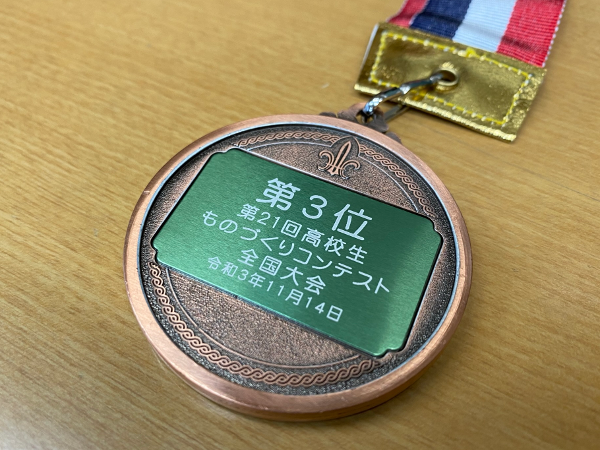 第3位
第21回高校生
ものづくりコンテスト
全国大会
令和3年11月14日